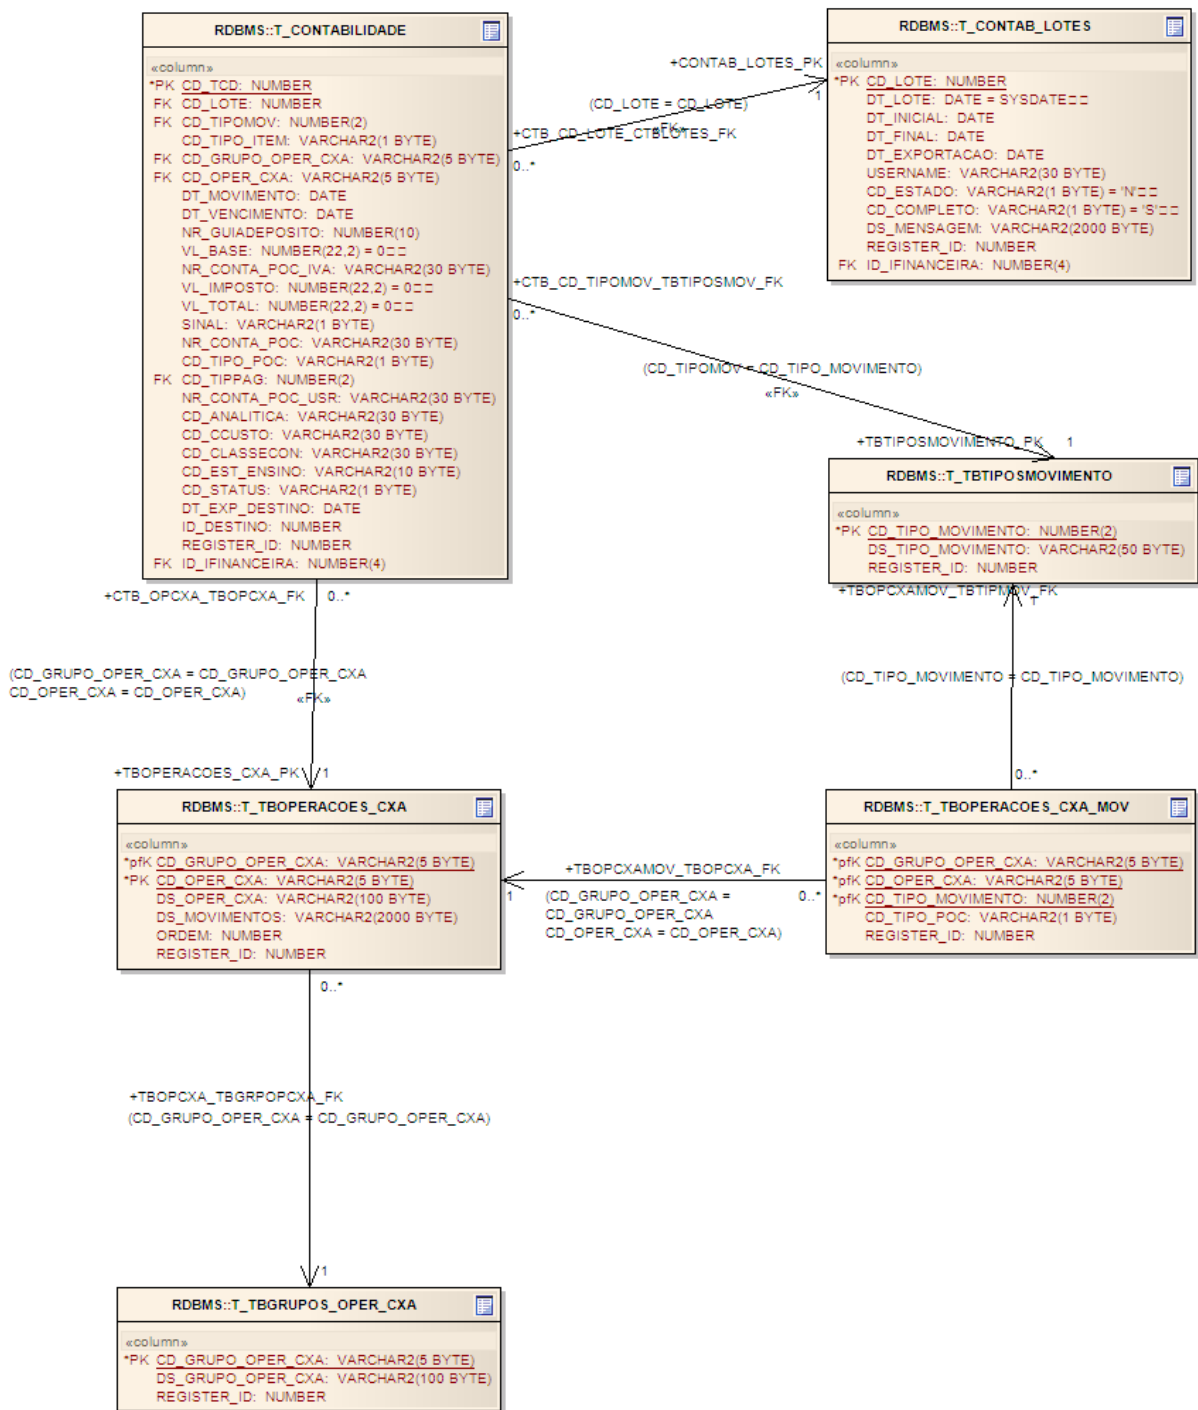 RDBMS::T_CONTABILIDADE
«column»
*PK CD_TCD: NUMBER
FK CD_LOTE: NUMBER
FK CD_TIPOMOV: NUMBER(2)
CD_TIPO_ITEM: VARCHAR2(1 BYTE)
FK CD_GRUPO_OPER_CXA: VARCHAR2(5 BYTE)
FK CD_OPER_CXA: VARCHAR2(5 BYTE)
DT_MOVIMENTO: DATE
DT_VENCIMENTO: DATE
NR_GUIADEPOSITO: NUMBER(10)
VL_BASE: NUMBER(22,2) = 0□□
NR_CONTA_POC_IVA: VARCHAR2(30 BYTE)
VL_IMPOSTO: NUMBER(22,2) = 0□□
VL_TOTAL: NUMBER(22,2) = 0□□
SINAL: VARCHAR2(1 BYTE)
NR_CONTA_POC: VARCHAR2(30 BYTE)
CD_TIPO_POC: VARCHAR2(1 BYTE)
FK CD_TIPPAG: NUMBER(2)
NR_CONTA_POC_USR: VARCHAR2(30 BYTE)
CD_ANALITICA: VARCHAR2(30 BYTE)
CD_CCUSTO: VARCHAR2(30 BYTE)
CD_CLASSECON: VARCHAR2(30 BYTE)
CD_EST_ENSINO: VARCHAR2(10 BYTE)
CD_STATUS: VARCHAR2(1 BYTE)
DT_EXP_DESTINO: DATE
ID_DESTINO: NUMBER
REGISTER_ID: NUMBER
FK ID_IFINANCEIRA: NUMBER(4)
+CONTAB_LOTES_PK
1
(CD_LOTE = CD_LOTE)
«FK»
+CTB_CD_LOTE_CTBLOTES_FK
0..*
RDBMS::T_CONTAB_LOTES
«column»
*PK CD_LOTE: NUMBER
DT_LOTE: DATE = SYSDATE□□
DT_INICIAL: DATE
DT_FINAL: DATE
DT_EXPORTACAO: DATE
USERNAME: VARCHAR2(30 BYTE)
CD_ESTADO: VARCHAR2(1 BYTE) = 'N'□□
CD_COMPLETO: VARCHAR2(1 BYTE) = 'S'□□
DS_MENSAGEM: VARCHAR2(2000 BYTE)
REGISTER_ID: NUMBER
FK ID_IFINANCEIRA: NUMBER(4)
+CTB_CD_TIPOMOV_TBTIPOSMOV_FK
0..*
(CD_TIPOMOV = CD_TIPO_MOVIMENTO)
«FK»
+TBTIPOSMOVIMENTO_PK
1
RDBMS::T_TBTIPOSMOVIMENTO
«column»
*PK CD_TIPO_MOVIMENTO: NUMBER(2)
DS_TIPO_MOVIMENTO: VARCHAR2(50 BYTE)
REGISTER_ID: NUMBER
+TBOPCXAMOV_TBTIPMOV_FK
1
(CD_TIPO_MOVIMENTO = CD_TIPO_MOVIMENTO)
0..*
+CTB_OPCXA_TBOPCXA_FK
0..*
(CD_GRUPO_OPER_CXA = CD_GRUPO_OPER_CXA
CD_OPER_CXA = CD_OPER_CXA)
«FK»
+TBOPERACOES_CXA_PK
1
RDBMS::T_TBOPERACOES_CXA
«column»
*pfK CD_GRUPO_OPER_CXA: VARCHAR2(5 BYTE)
*PK CD_OPER_CXA: VARCHAR2(5 BYTE)
DS_OPER_CXA: VARCHAR2(100 BYTE)
DS_MOVIMENTOS: VARCHAR2(2000 BYTE)
ORDEM: NUMBER
REGISTER_ID: NUMBER
+TBOPCXAMOV_TBOPCXA_FK
1
0..*
(CD_GRUPO_OPER_CXA =
CD_GRUPO_OPER_CXA
CD_OPER_CXA = CD_OPER_CXA)
RDBMS::T_TBOPERACOES_CXA_MOV
«column»
*pfK CD_GRUPO_OPER_CXA: VARCHAR2(5 BYTE)
*pfK CD_OPER_CXA: VARCHAR2(5 BYTE)
*pfK CD_TIPO_MOVIMENTO: NUMBER(2)
CD_TIPO_POC: VARCHAR2(1 BYTE)
REGISTER_ID: NUMBER
0..*
+TBOPCXA_TBGRPOPCXA_FK
(CD_GRUPO_OPER_CXA = CD_GRUPO_OPER_CXA)
1
RDBMS::T_TBGRUPOS_OPER_CXA
«column»
*PK CD_GRUPO_OPER_CXA: VARCHAR2(5 BYTE)
DS_GRUPO_OPER_CXA: VARCHAR2(100 BYTE)
REGISTER_ID: NUMBER